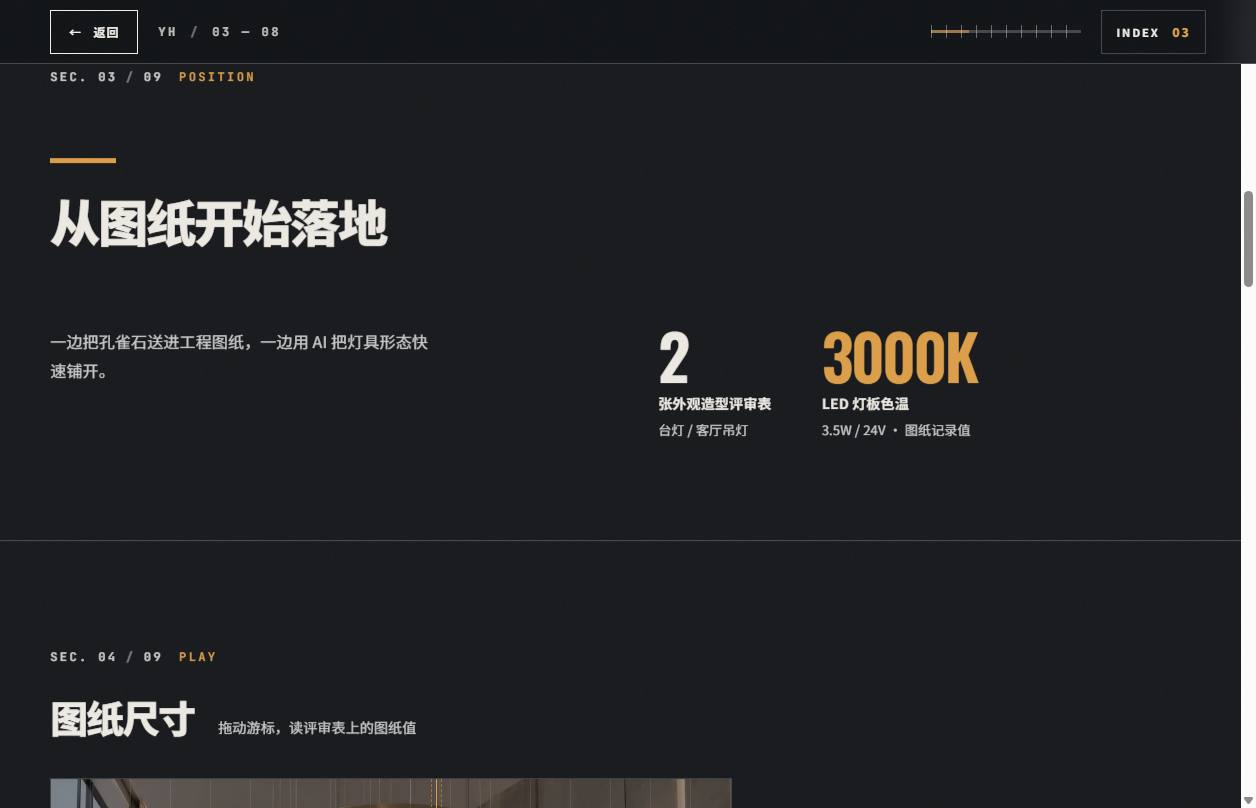 ← 返回
YH / 03 — 08
INDEX 03
SEC. 03 / 09 POSITION
从图纸开始落地
一边把孔雀石送进工程图纸，一边用 AI 把灯具形态快
速铺开。
2
张外观造型评审表
台灯 / 客厅吊灯
3000K
LED 灯板色温
3.5W / 24V · 图纸记录值
SEC. 04 / 09 PLAY
图纸尺寸
拖动游标，读评审表上的图纸值